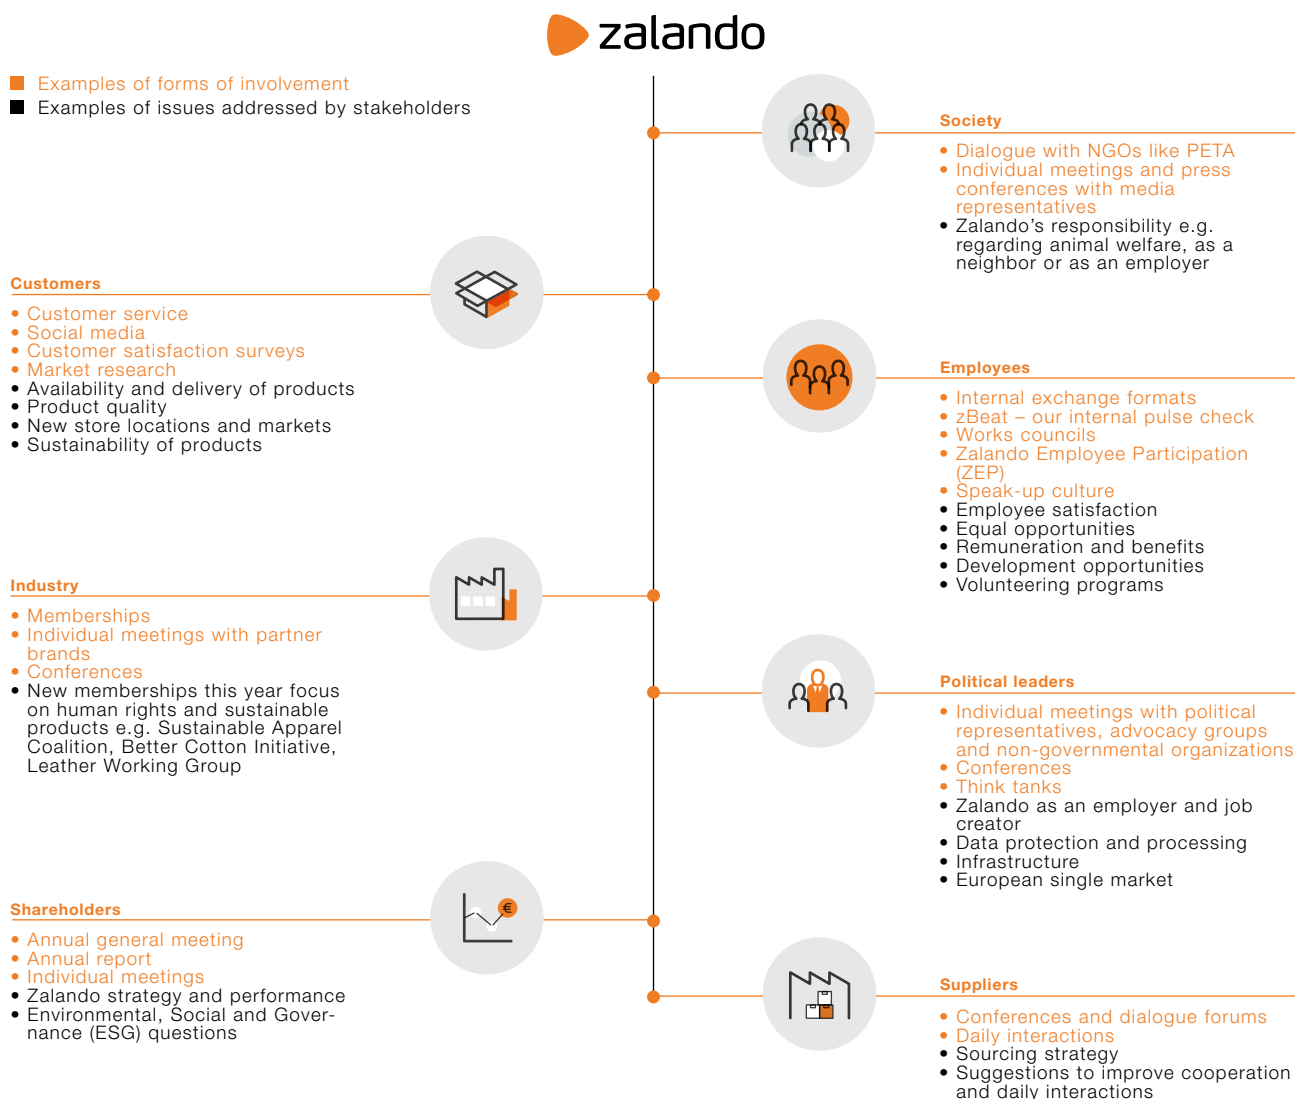 zalando
Examples of forms of involvement
Examples of issues addressed by stakeholders
Society
• Dialogue with NGOs like PETA
• Individual meetings and press
conferences with media
representatives
• Zalando’s responsibility e.g.
regarding animal welfare, as a
neighbor or as an employer
Customers
• Customer service
• Social media
• Customer satisfaction surveys
• Market research
• Availability and delivery of products
• Product quality
• New store locations and markets
• Sustainability of products
Employees
• Internal exchange formats
• zBeat – our internal pulse check
• Works councils
• Zalando Employee Participation
(ZEP)
• Speak-up culture
• Employee satisfaction
• Equal opportunities
• Remuneration and benefits
• Development opportunities
• Volunteering programs
Industry
• Memberships
• Individual meetings with partner
brands
• Conferences
• New memberships this year focus
on human rights and sustainable
products e.g. Sustainable Apparel
Coalition, Better Cotton Initiative,
Leather Working Group
Political leaders
• Individual meetings with political
representatives, advocacy groups
and non-governmental organizations
• Conferences
• Think tanks
• Zalando as an employer and job
creator
• Data protection and processing
• Infrastructure
• European single market
Shareholders
€
• Annual general meeting
• Annual report
• Individual meetings
• Zalando strategy and performance
• Environmental, Social and Gover-
nance (ESG) questions
Suppliers
• Conferences and dialogue forums
• Daily interactions
• Sourcing strategy
• Suggestions to improve cooperation
and daily interactions